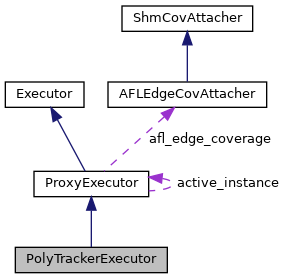 ShmCovAttacher
Executor
AFLEdgeCovAttacher
afl_edge_coverage
ProxyExecutor
active_instance
PolyTrackerExecutor